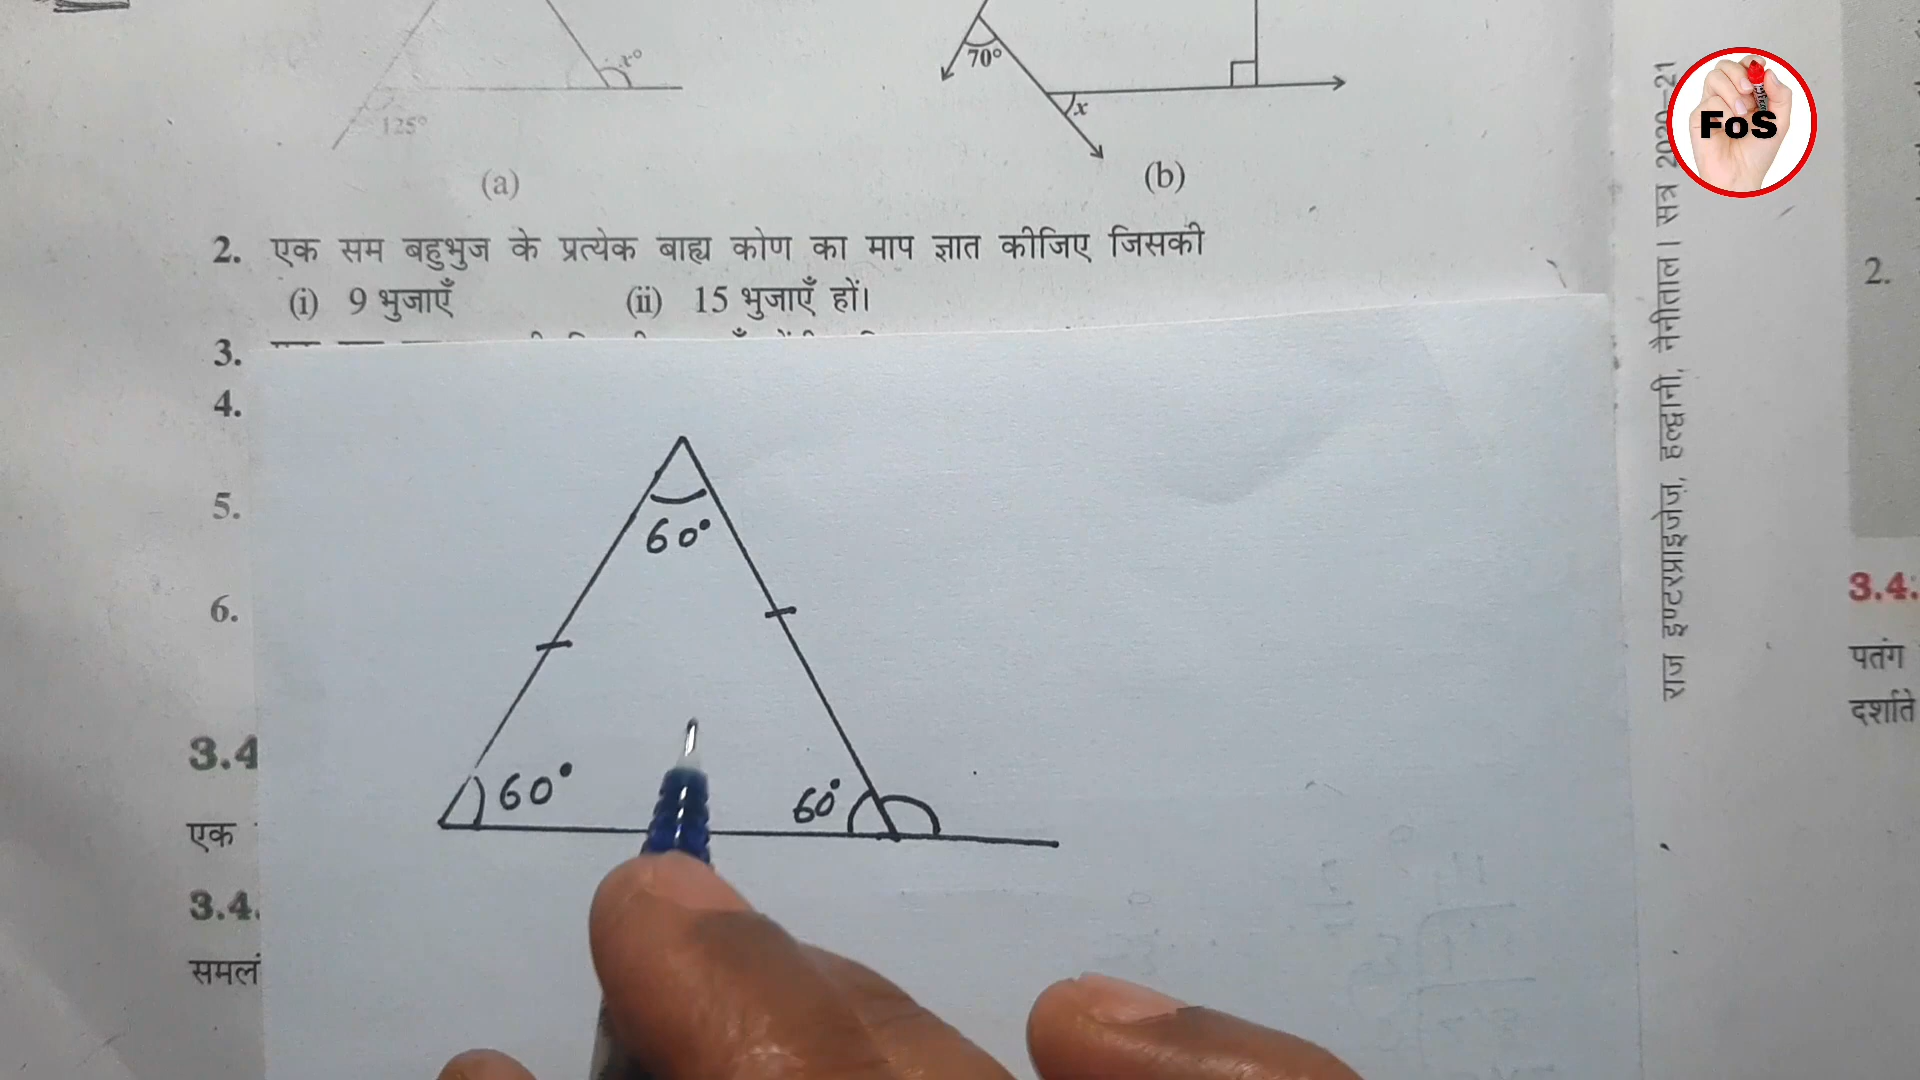 x°
70°
x
125°
(a)
(b)
FoS
2. एक सम बहुभुज के प्रत्येक बाह्य कोण का माप ज्ञात कीजिए जिसकी
(i) 9 भुजाएँ (ii) 15 भुजाएँ हों।
3.
4.
5.
6.
60°
60°
60°
3.4
एक
3.4.
समलं
राज इण्टरप्राइजेज, हल्द्वानी, नैनीताल। सत्र 2020-21
2.
3.4.
पतंग
दर्शाते